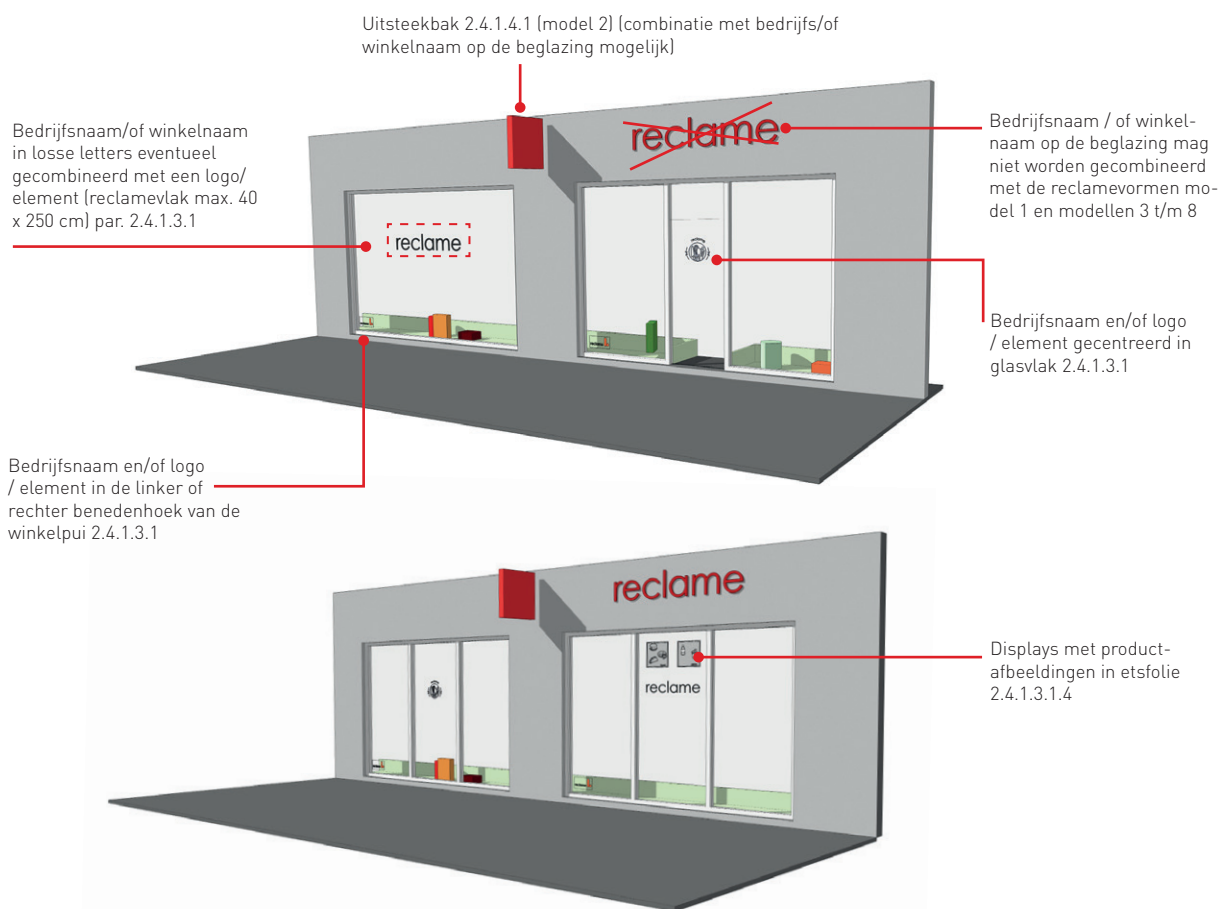 Uitsteekbak 2.4.1.4.1 (model 2) (combinatie met bedrijfs/of
winkelnaam op de beglazing mogelijk)
Bedrijfsnaam/of winkelnaam
in losse letters eventueel
gecombineerd met een logo/
element (reclamevlak max. 40
x 250 cm) par. 2.4.1.3.1
reclame
reclame
Bedrijfsnaam / of winkel-
naam op de beglazing mag
niet worden gecombineerd
met de reclamevormen mo-
del 1 en modellen 3 t/m 8
Bedrijfsnaam en/of logo
/ element gecentreerd in
glasvlak 2.4.1.3.1
Bedrijfsnaam en/of logo
/ element in de linker of
rechter benedenhoek van de
winkelpui 2.4.1.3.1
reclame
reclame
Displays met product-
afbeeldingen in etsfolie
2.4.1.3.1.4